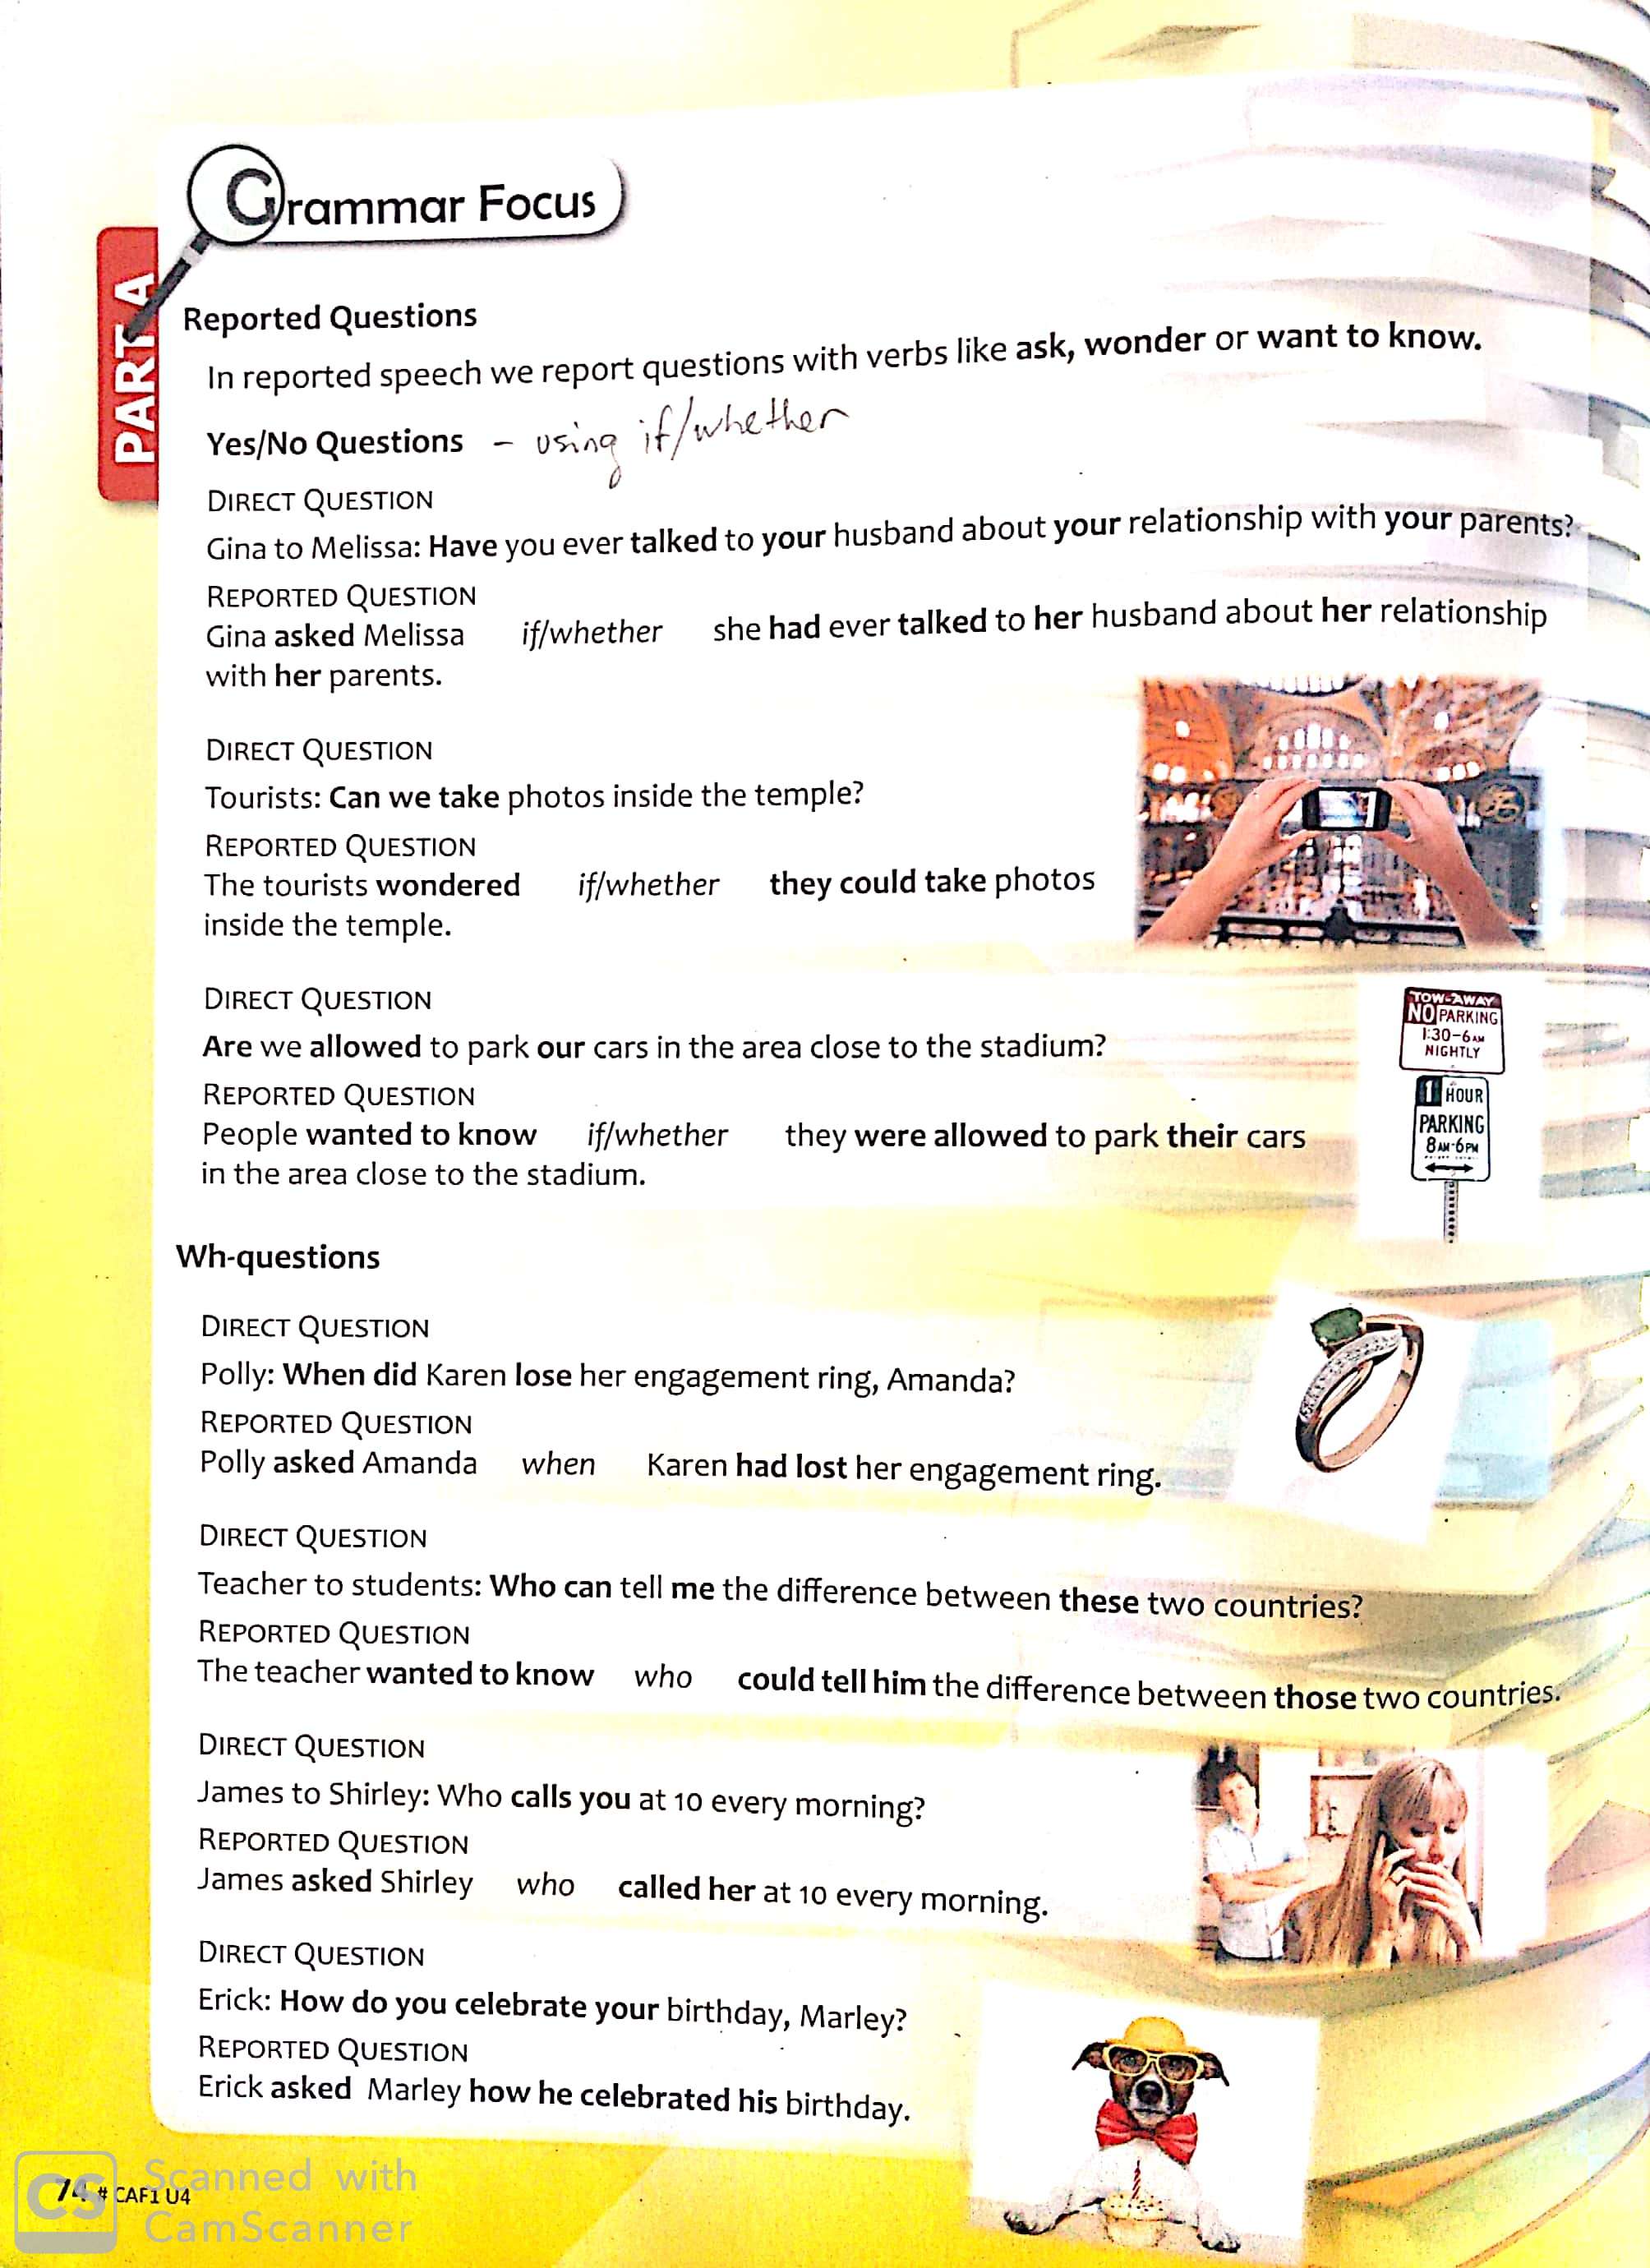 Grammar Focus
PART A
Reported Questions
In reported speech we report questions with verbs like ask, wonder or want to know.
Yes/No Questions - using if/whether
DIRECT QUESTION
Gina to Melissa: Have you ever talked to your husband about your relationship with your parents?
REPORTED QUESTION
Gina asked Melissa if/whether she had ever talked to her husband about her relationship
with her parents.
DIRECT QUESTION
Tourists: Can we take photos inside the temple?
REPORTED QUESTION
The tourists wondered if/whether they could take photos
inside the temple.
DIRECT QUESTION
Are we allowed to park our cars in the area close to the stadium?
REPORTED QUESTION
People wanted to know if/whether they were allowed to park their cars
in the area close to the stadium.
TOW-AWAY
NO PARKING
1:30-6AM
NIGHTLY
1 HOUR
PARKING
8AM-6PM
Wh-questions
DIRECT QUESTION
Polly: When did Karen lose her engagement ring, Amanda?
REPORTED QUESTION
Polly asked Amanda when Karen had lost her engagement ring.
DIRECT QUESTION
Teacher to students: Who can tell me the difference between these two countries?
REPORTED QUESTION
The teacher wanted to know who could tell him the difference between those two countries.
DIRECT QUESTION
James to Shirley: Who calls you at 10 every morning?
REPORTED QUESTION
James asked Shirley who called her at 10 every morning.
DIRECT QUESTION
Erick: How do you celebrate your birthday, Marley?
REPORTED QUESTION
Erick asked Marley how he celebrated his birthday.
74 # CAF1 U4
CS Scanned with
CamScanner